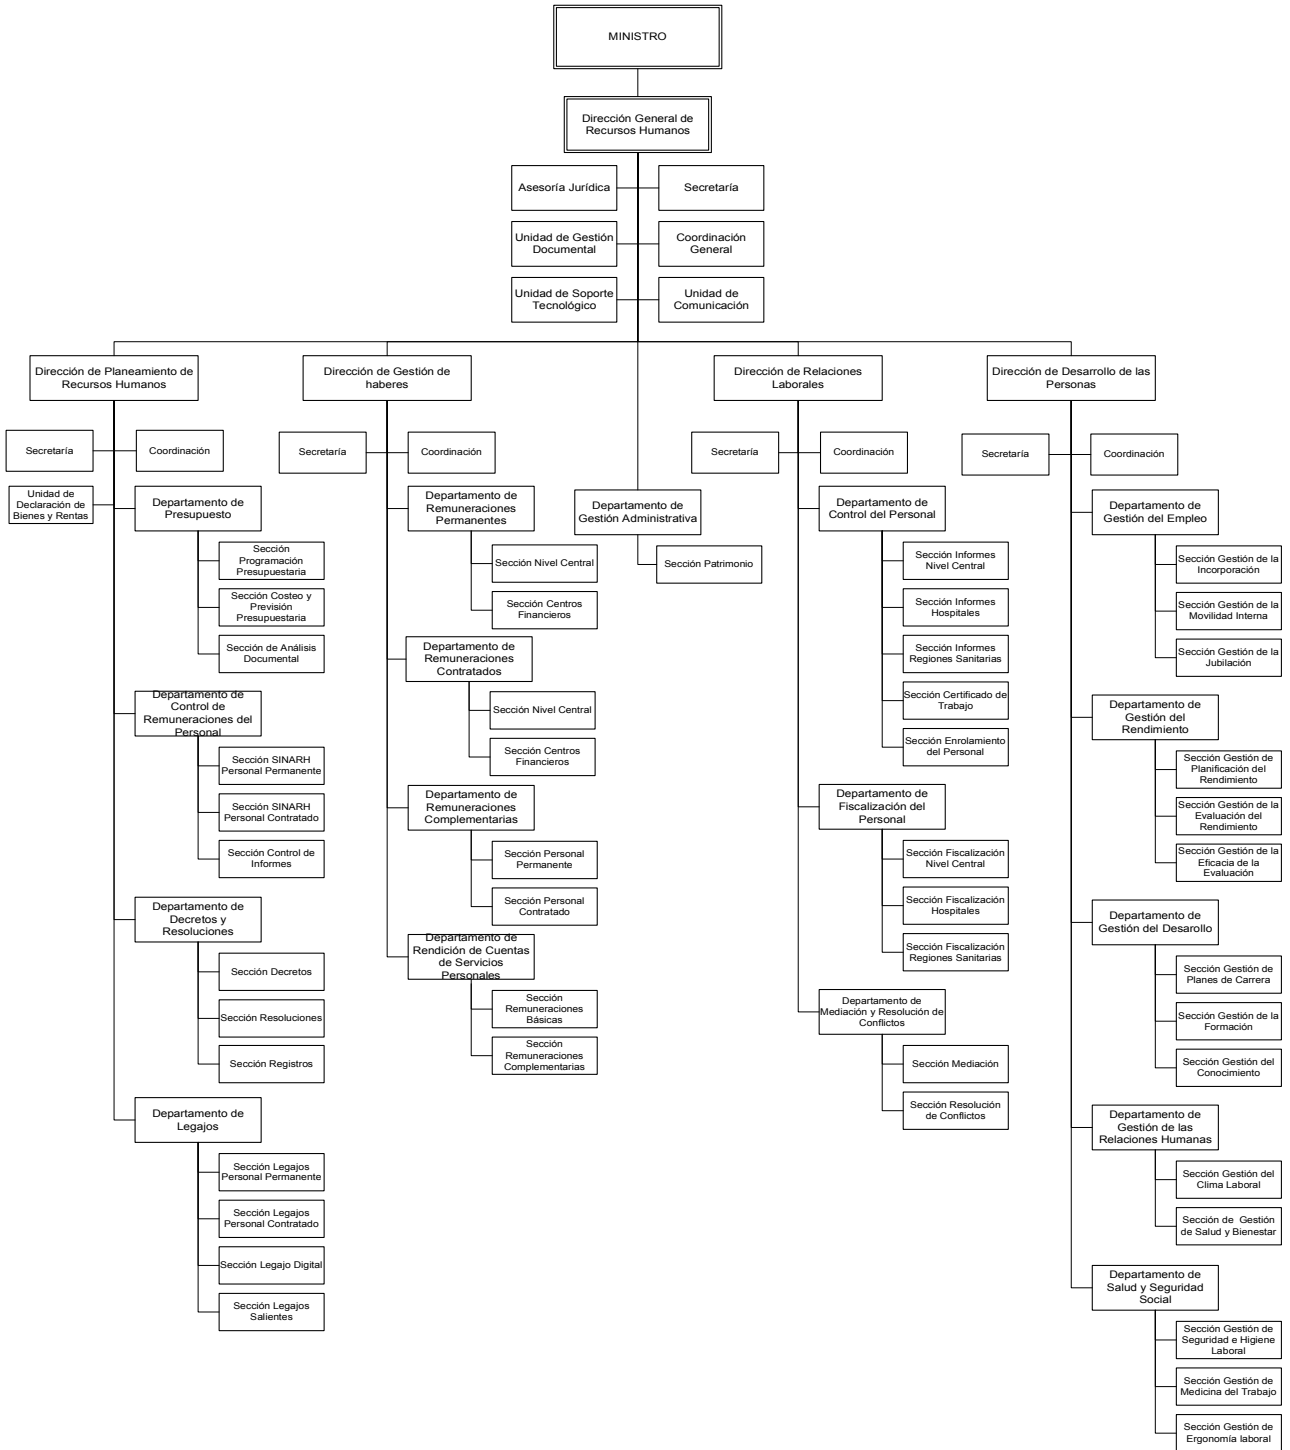 MINISTRO
Dirección General de
Recursos Humanos
Asesoría Jurídica
Secretaría
Unidad de Gestión
Documental
Coordinación
General
Unidad de Soporte
Tecnológico
Unidad de
Comunicación
Dirección de Planeamiento de
Recursos Humanos
Secretaría
Coordinación
Unidad de
Declaración de
Bienes y Rentas
Departamento de
Presupuesto
Sección
Programación
Presupuestaria
Sección Costeo y
Previsión
Presupuestaria
Sección de Análisis
Documental
Departamento de
Control de
Remuneraciones del
Personal
Sección SINARH
Personal Permanente
Sección SINARH
Personal Contratado
Sección Control de
Informes
Departamento de
Decretos y
Resoluciones
Sección Decretos
Sección Resoluciones
Sección Registros
Departamento de
Legajos
Sección Legajos
Personal Permanente
Sección Legajos
Personal Contratado
Sección Legajo Digital
Sección Legajos
Salientes
Dirección de Gestión de
haberes
Secretaría
Coordinación
Departamento de
Remuneraciones
Permanentes
Sección Nivel Central
Sección Centros
Financieros
Departamento de
Remuneraciones
Contratados
Sección Nivel Central
Sección Centros
Financieros
Departamento de
Remuneraciones
Complementarias
Sección Personal
Permanente
Sección Personal
Contratado
Departamento de
Rendición de Cuentas
de Servicios
Personales
Sección
Remuneraciones
Básicas
Sección
Remuneraciones
Complementarias
Departamento de
Gestión Administrativa
Sección Patrimonio
Dirección de Relaciones
Laborales
Secretaría
Coordinación
Departamento de
Control del Personal
Sección Informes
Nivel Central
Sección Informes
Hospitales
Sección Informes
Regiones Sanitarias
Sección Certificado de
Trabajo
Sección Enrolamiento
del Personal
Departamento de
Fiscalización del
Personal
Sección Fiscalización
Nivel Central
Sección Fiscalización
Hospitales
Sección Fiscalización
Regiones Sanitarias
Departamento de
Mediación y Resolución de
Conflictos
Sección Mediación
Sección Resolución
de Conflictos
Dirección de Desarrollo de las
Personas
Secretaría
Coordinación
Departamento de
Gestión del Empleo
Sección Gestión de la
Incorporación
Sección Gestión de la
Movilidad Interna
Sección Gestión de la
Jubilación
Departamento de
Gestión del
Rendimiento
Sección Gestión de
Planificación del
Rendimiento
Sección Gestión de la
Evaluación del
Rendimiento
Sección Gestión de la
Eficacia de la
Evaluación
Departamento de
Gestión del Desarollo
Sección Gestión de
Planes de Carrera
Sección Gestión de la
Formación
Sección Gestión del
Conocimiento
Departamento de
Gestión de las
Relaciones Humanas
Sección Gestión del
Clima Laboral
Sección de Gestión
de Salud y Bienestar
Departamento de
Salud y Seguridad
Social
Sección Gestión de
Seguridad e Higiene
Laboral
Sección Gestión de
Medicina del Trabajo
Sección Gestión de
Ergonomía laboral